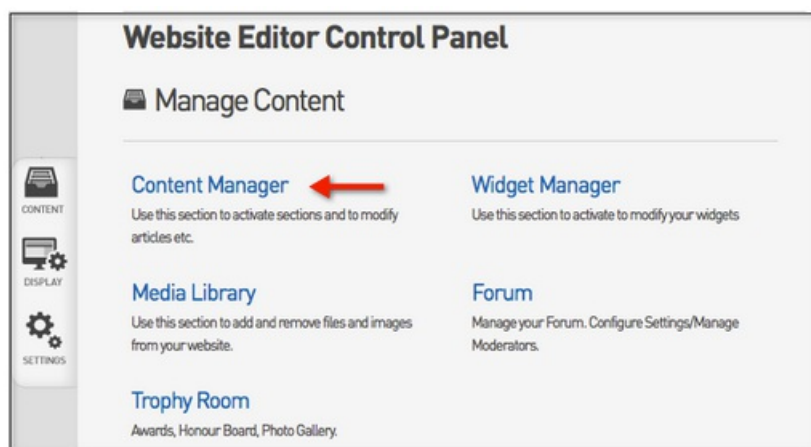 Website Editor Control Panel
Manage Content
CONTENT
DISPLAY
SETTINGS
Content Manager
Use this section to activate sections and to modify
articles etc.
Widget Manager
Use this section to activate to modify your widgets
Media Library
Use this section to add and remove files and images
from your website.
Forum
Manage your Forum. Configure Settings/Manage
Moderators.
Trophy Room
Awards, Honour Board, Photo Gallery.